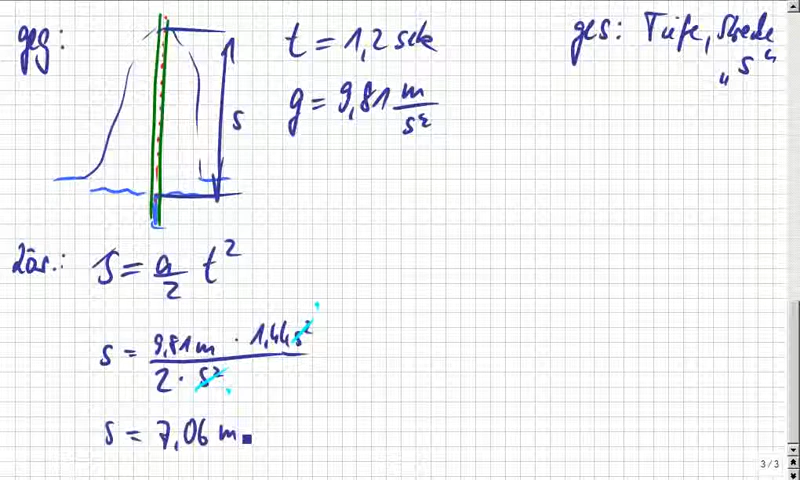 geg:
t = 1,2 sek
g = 9,81 m/s²
s
ges: Tiefe, Strecke
„s“
Lös.: s = a/2 t²
s = 9,81 m · 1,44 s² / 2 · s²
s = 7,06 m
3 / 3